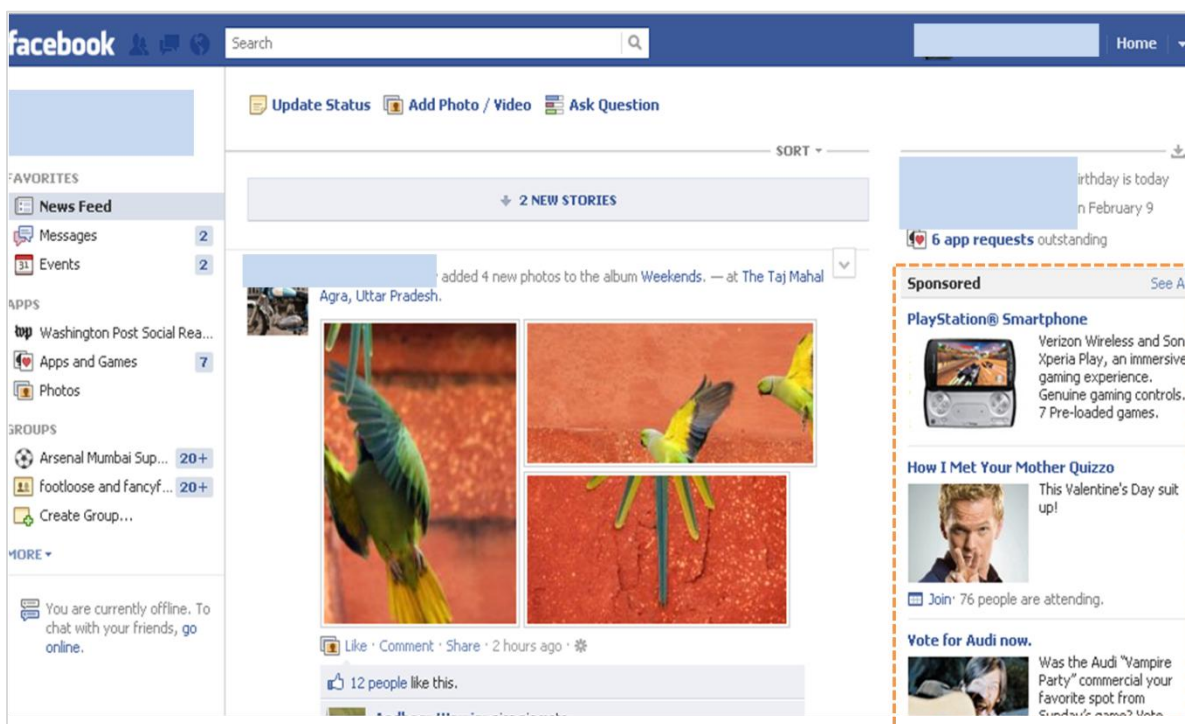 facebook
Search
Home
Update Status Add Photo / Video Ask Question
SORT
FAVORITES
News Feed
Messages 2
Events 2
APPS
Washington Post Social Rea...
Apps and Games 7
Photos
GROUPS
Arsenal Mumbai Sup... 20+
footloose and fancyf... 20+
Create Group...
MORE
You are currently offline. To
chat with your friends, go
online.
2 NEW STORIES
added 4 new photos to the album Weekends. — at The Taj Mahal
Agra, Uttar Pradesh.
Like · Comment · Share · 2 hours ago ·
12 people like this.
irthday is today
n February 9
6 app requests outstanding
Sponsored See A
PlayStation® Smartphone
Verizon Wireless and Son
Xperia Play, an immersive
gaming experience.
Genuine gaming controls.
7 Pre-loaded games.
How I Met Your Mother Quizzo
This Valentine's Day suit
up!
Join · 76 people are attending.
Vote for Audi now.
Was the Audi "Vampire
Party" commercial your
favorite spot from
Sunday's game? Vote